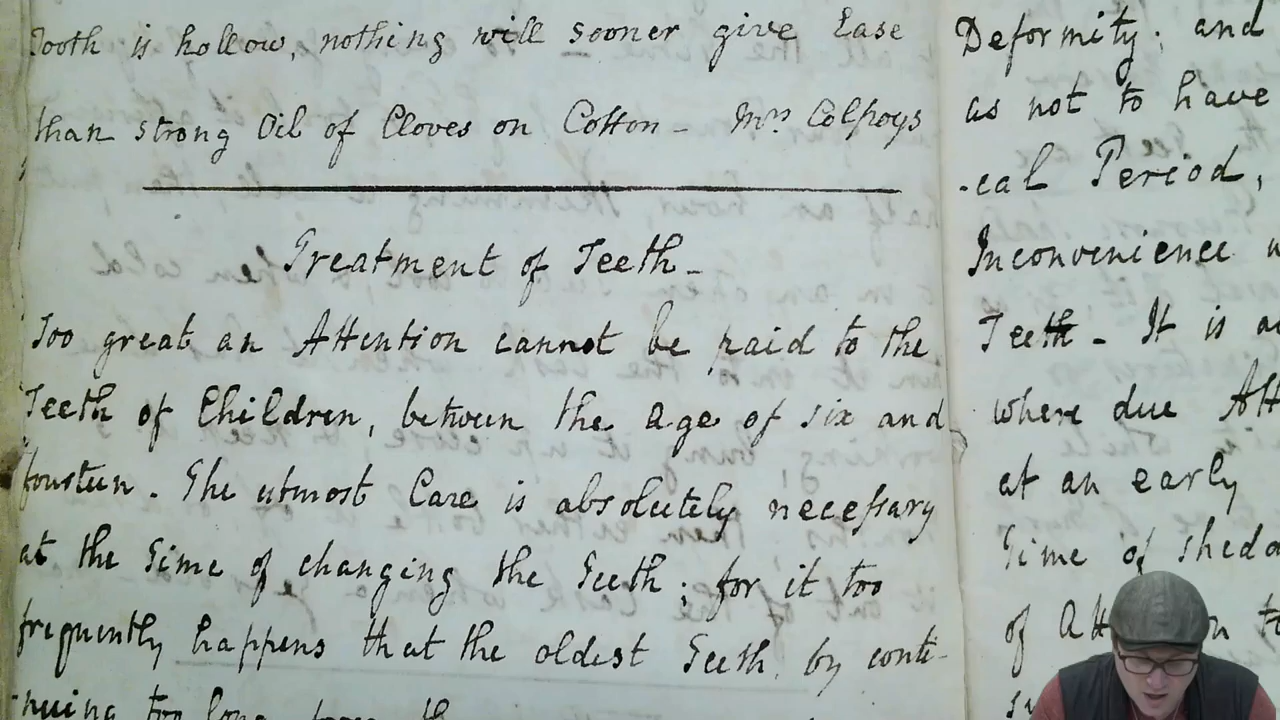 Tooth is hollow, nothing will sooner give Ease
than strong Oil of Cloves on Cotton - Mrs Colpoys
Treatment of Teeth -
Too great an Attention cannot be paid to the
Teeth of Children, between the age of six and
fourteen. The utmost Care is absolutely neceſsary
at the Time of changing the Teeth; for it too
frequently happens that the oldest Teeth, by conti-
-nuing too long
Deformity; and
as not to have
-cal Period,
Inconvenience
Teeth - It is
where due
at an early
Time of
of